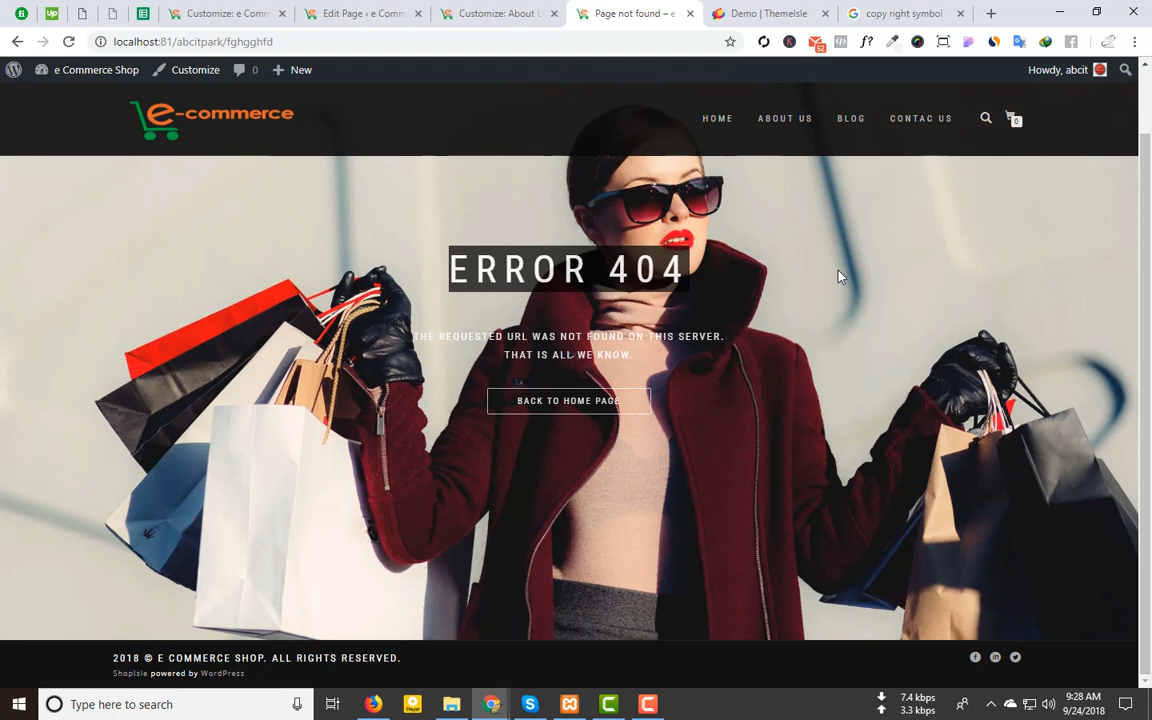 Customize: e Comm
Edit Page ‹ e Comm
Customize: About U
Page not found – e
Demo | ThemeIsle
copy right symbol -
localhost:81/abcitpark/fghgghfd
52
e Commerce Shop
Customize
0
New
Howdy, abcit
e-commerce
HOME
ABOUT US
BLOG
CONTAC US
0
ERROR 404
THE REQUESTED URL WAS NOT FOUND ON THIS SERVER.
THAT IS ALL WE KNOW.
BACK TO HOME PAGE
2018 © E COMMERCE SHOP. ALL RIGHTS RESERVED.
ShopIsle powered by WordPress
Type here to search
7.4 kbps
3.3 kbps
9:28 AM
9/24/2018